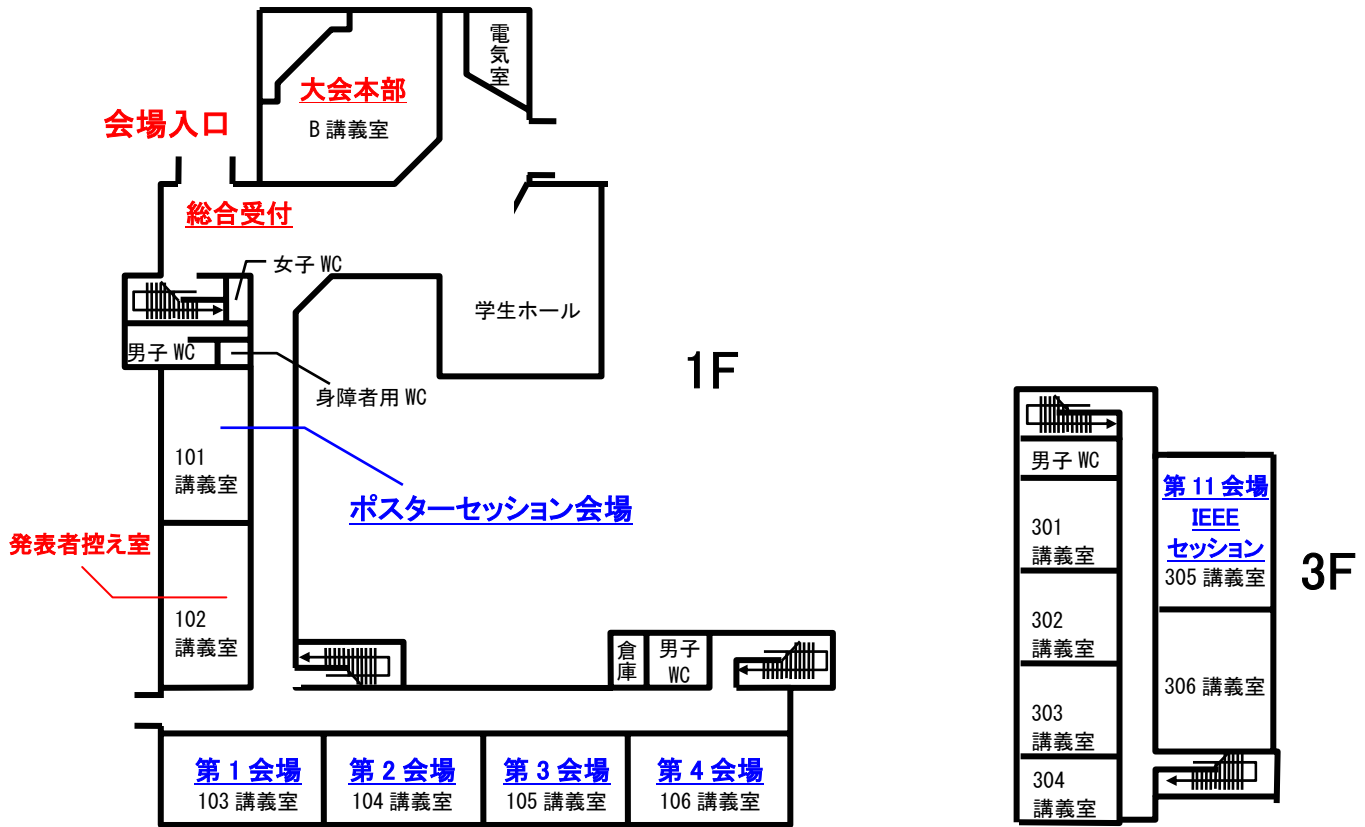 電気室
大会本部
B 講義室
会場入口
総合受付
女子 WC
学生ホール
男子 WC
身障者用 WC
1F
101
講義室
ポスターセッション会場
発表者控え室
102
講義室
倉庫
男子
WC
第 1 会場
103 講義室
第 2 会場
104 講義室
第 3 会場
105 講義室
第 4 会場
106 講義室
男子 WC
301
講義室
302
講義室
303
講義室
304
講義室
第 11 会場
IEEE
セッション
305 講義室
306 講義室
3F